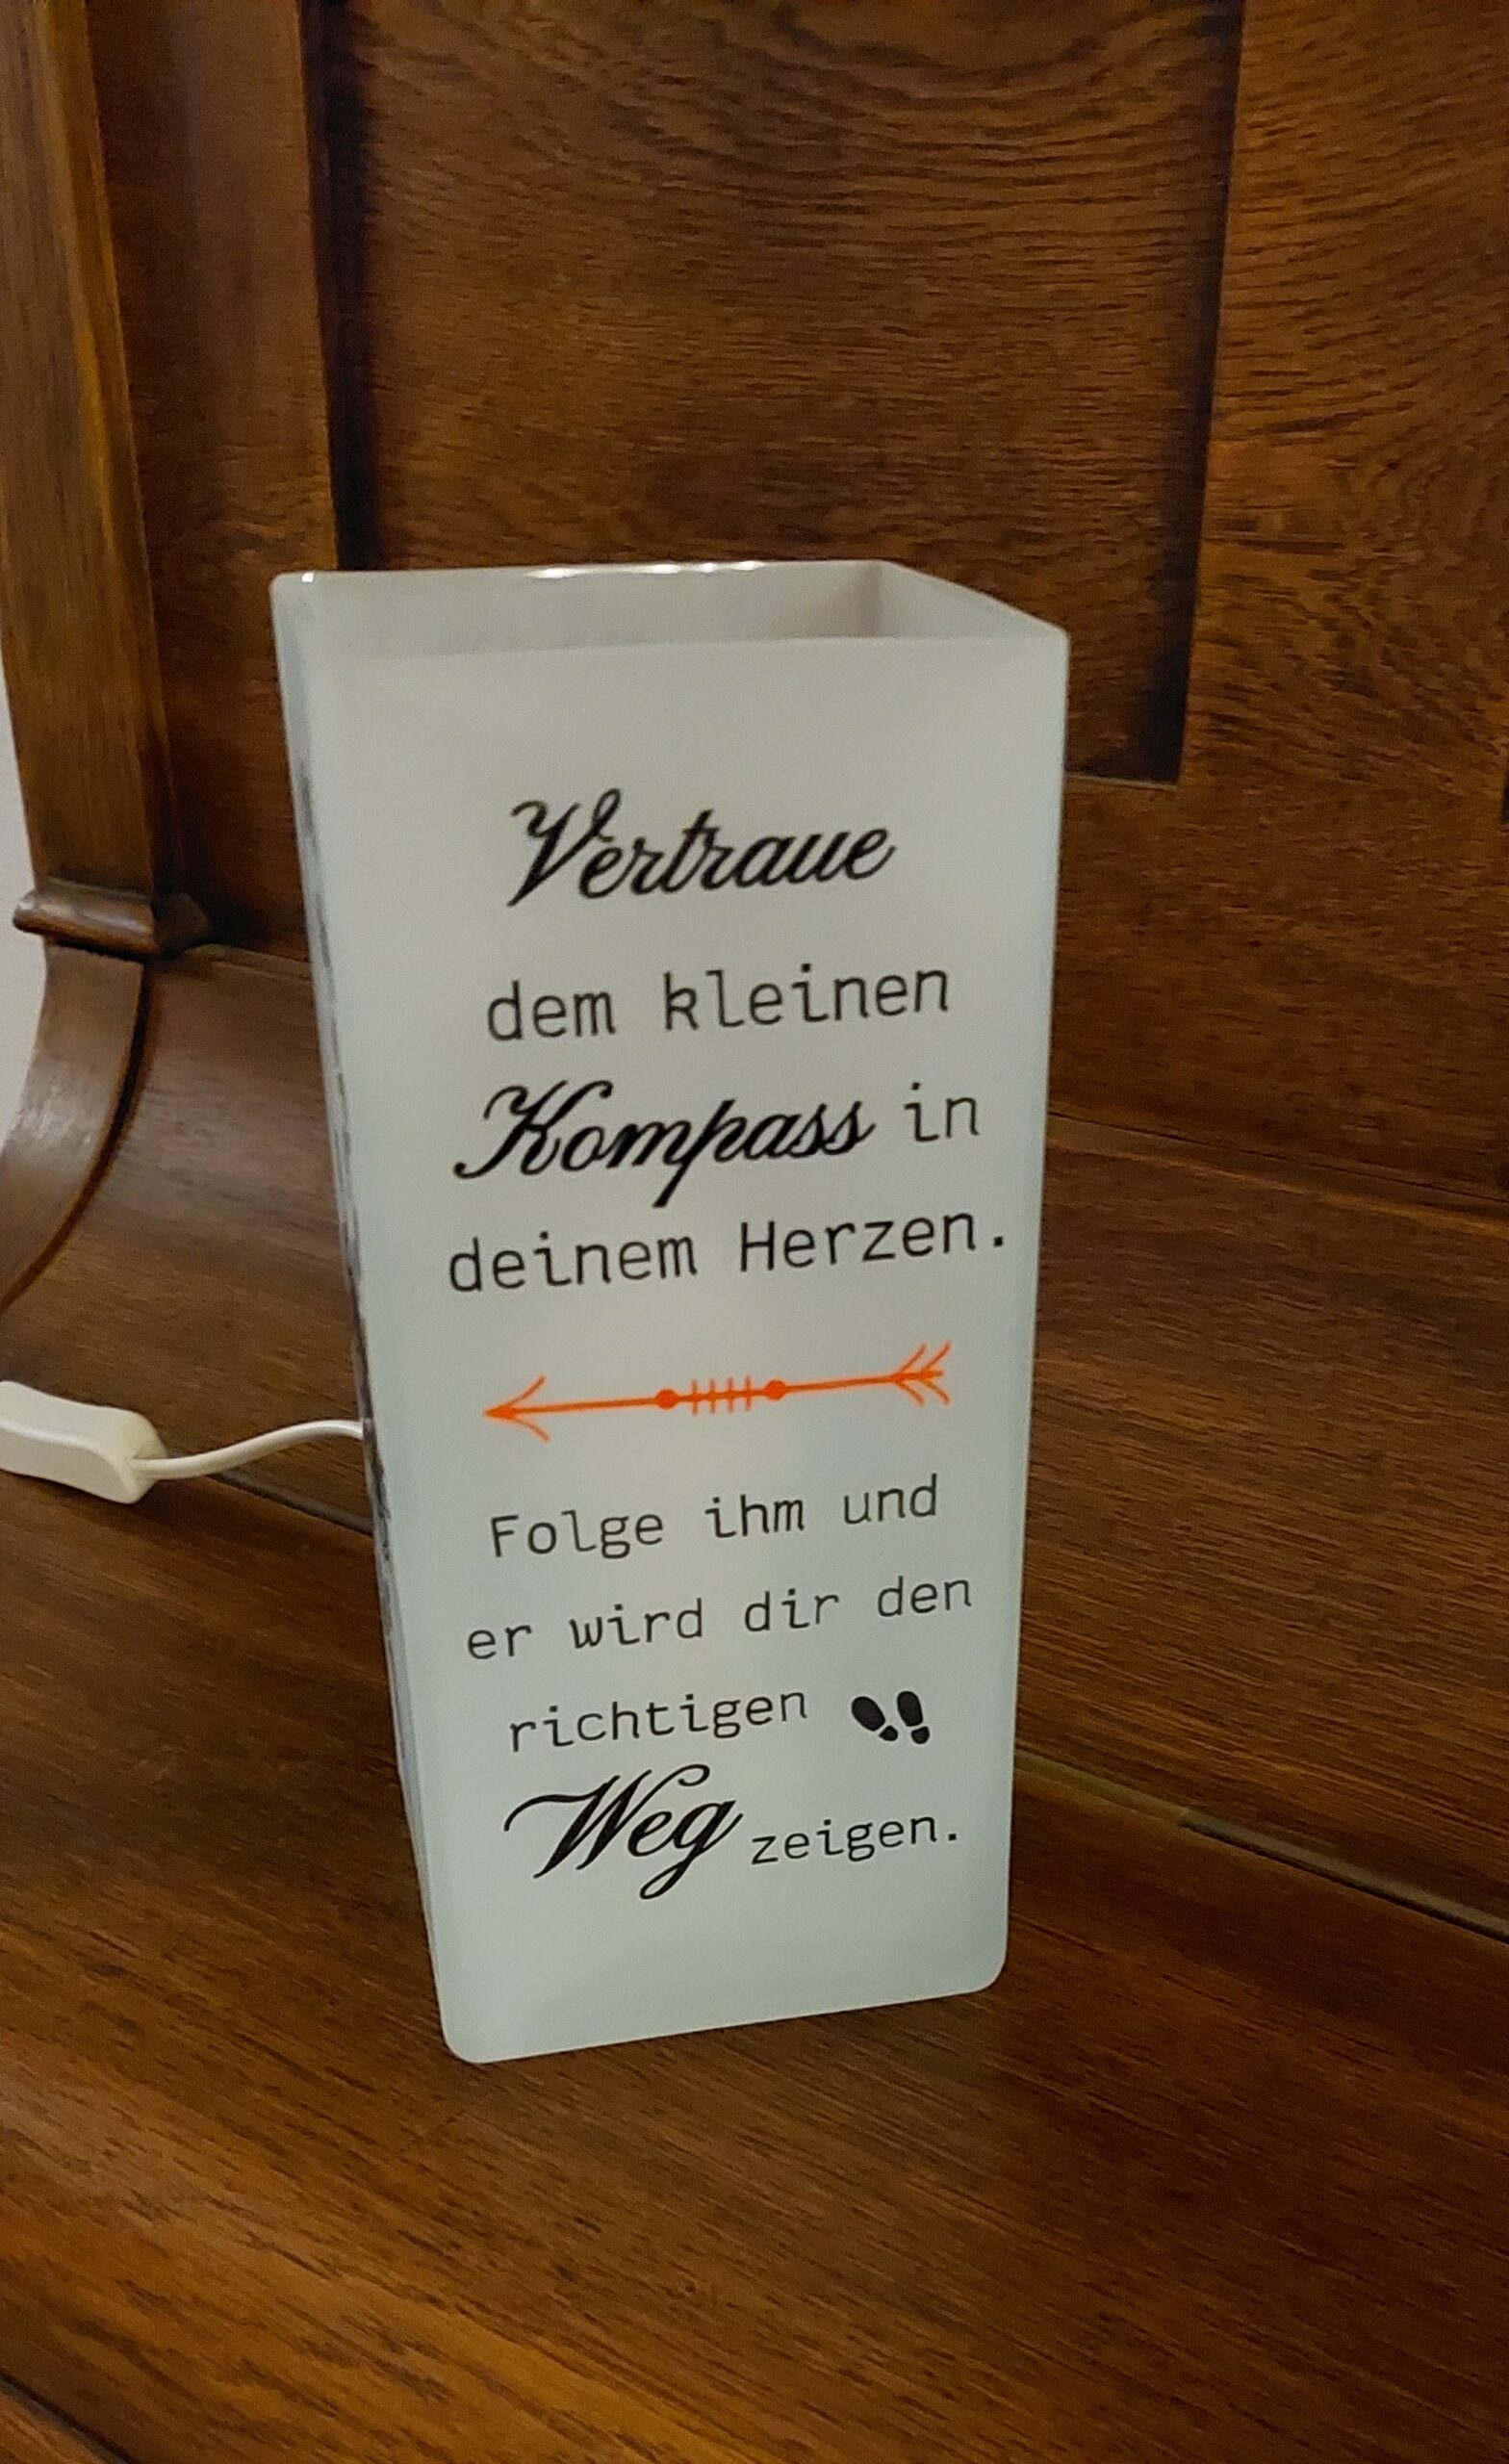 Vertraue
dem kleinen
Kompass in
deinem Herzen.
Folge ihm und
er wird dir den
richtigen
Weg zeigen.